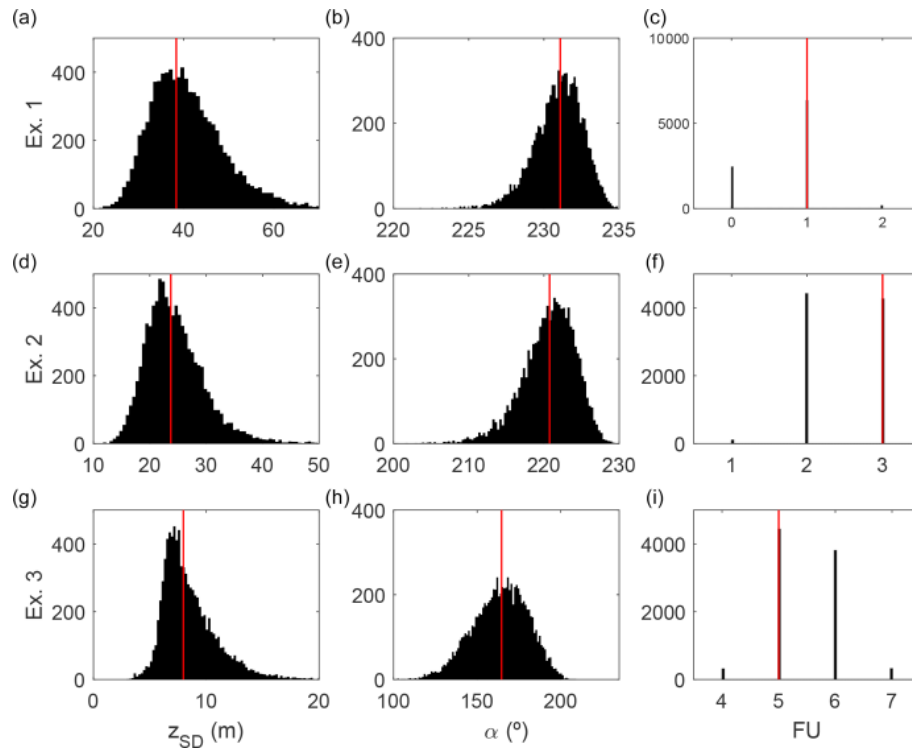 (a) (b) (c)
Ex. 1
400
200
0
20 40 60
400
200
0
220 225 230 235
10000
5000
0
0 1 2
(d) (e) (f)
Ex. 2
400
200
0
10 20 30 40 50
400
200
0
200 210 220 230
4000
2000
0
1 2 3
(g) (h) (i)
Ex. 3
400
200
0
0 10 20
z_SD (m)
400
200
0
100 150 200
α (º)
4000
2000
0
4 5 6 7
FU